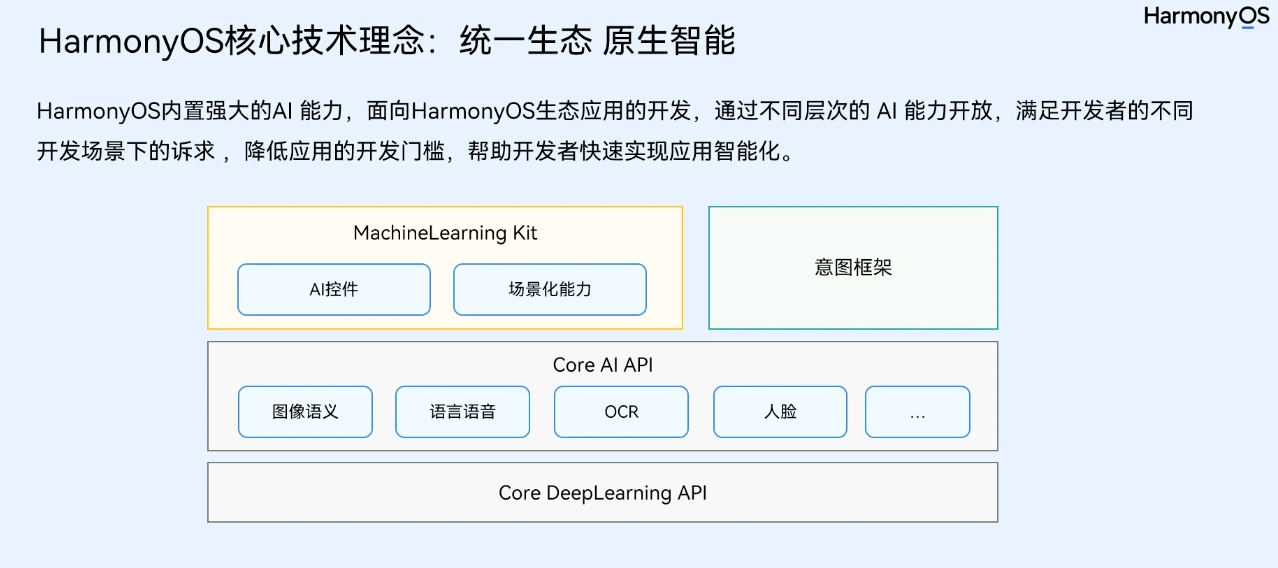 HarmonyOS
HarmonyOS核心技术理念：统一生态 原生智能
HarmonyOS内置强大的AI 能力，面向HarmonyOS生态应用的开发，通过不同层次的 AI 能力开放，满足开发者的不同
开发场景下的诉求 ，降低应用的开发门槛，帮助开发者快速实现应用智能化。
MachineLearning Kit
AI控件
场景化能力
意图框架
Core AI API
图像语义
语言语音
OCR
人脸
...
Core DeepLearning API